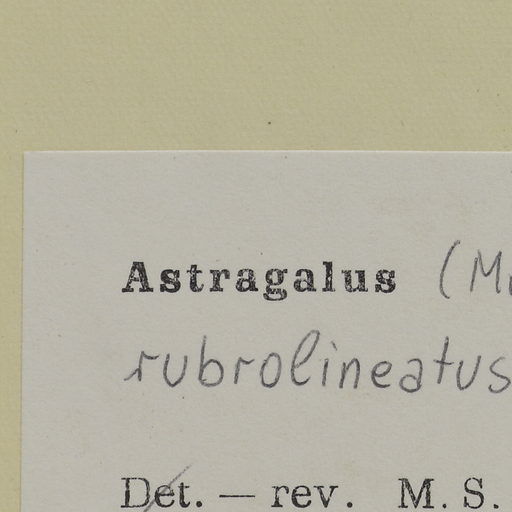 Astragalus
rubrolineatus
Det. — rev. M. S.